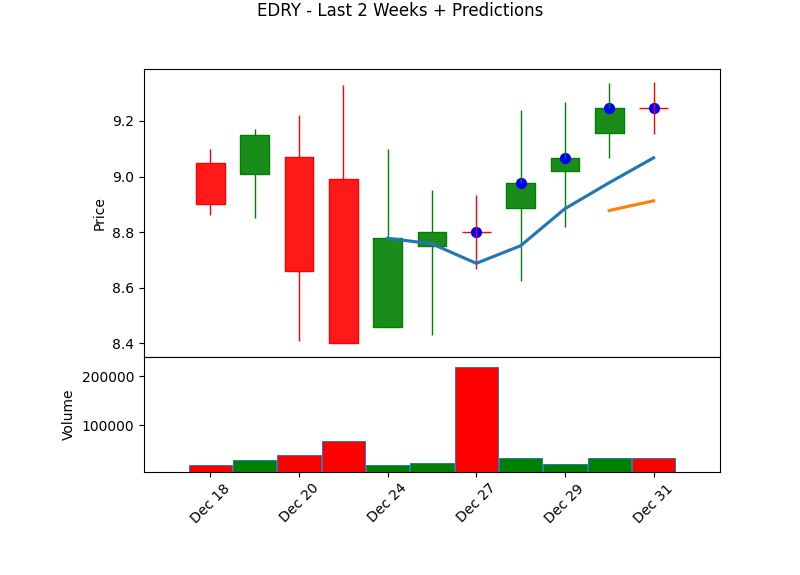 EDRY - Last 2 Weeks + Predictions
Price
9.2
9.0
8.8
8.6
8.4
Volume
200000
100000
Dec 18
Dec 20
Dec 24
Dec 27
Dec 29
Dec 31